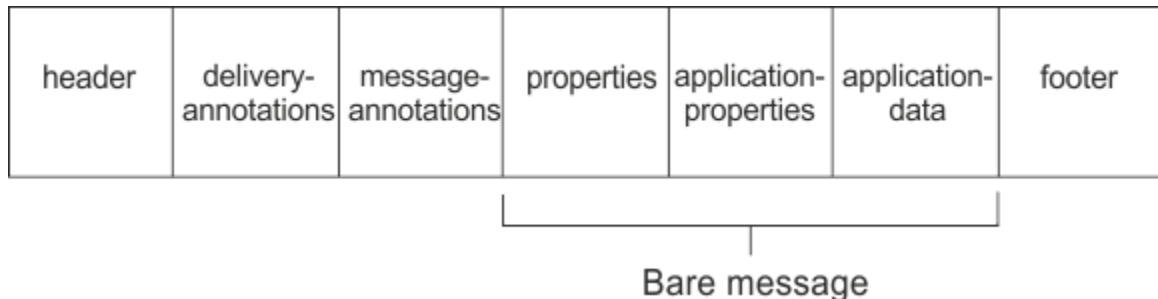 header
delivery-
annotations
message-
annotations
properties
application-
properties
application-
data
footer
Bare message